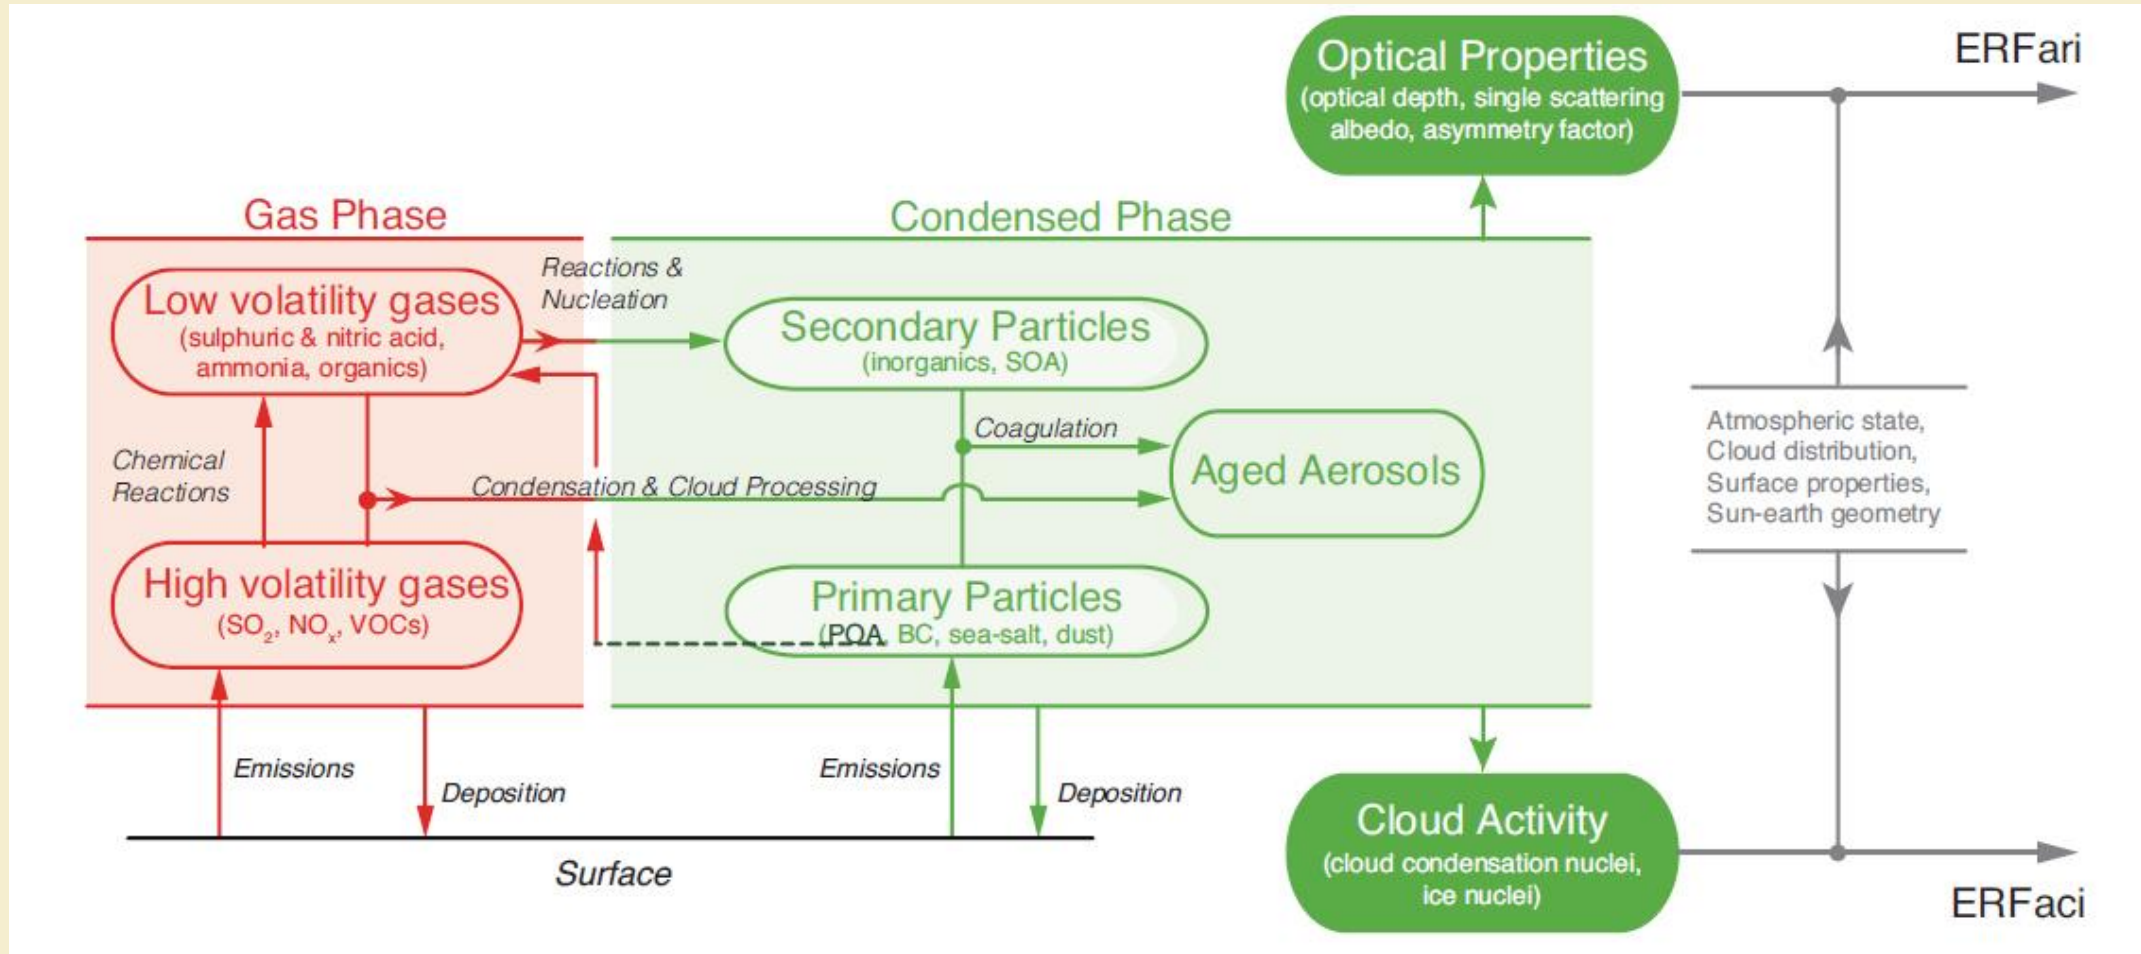 Optical Properties
(optical depth, single scattering
albedo, asymmetry factor)
ERFari
Gas Phase
Condensed Phase
Low volatility gases
(sulphuric & nitric acid,
ammonia, organics)
Reactions &
Nucleation
Secondary Particles
(inorganics, SOA)
Coagulation
Aged Aerosols
Chemical
Reactions
Condensation & Cloud Processing
High volatility gases
(SO₂, NOₓ, VOCs)
Primary Particles
(POA, BC, sea-salt, dust)
Atmospheric state,
Cloud distribution,
Surface properties,
Sun-earth geometry
Emissions
Deposition
Emissions
Deposition
Surface
Cloud Activity
(cloud condensation nuclei,
ice nuclei)
ERFaci